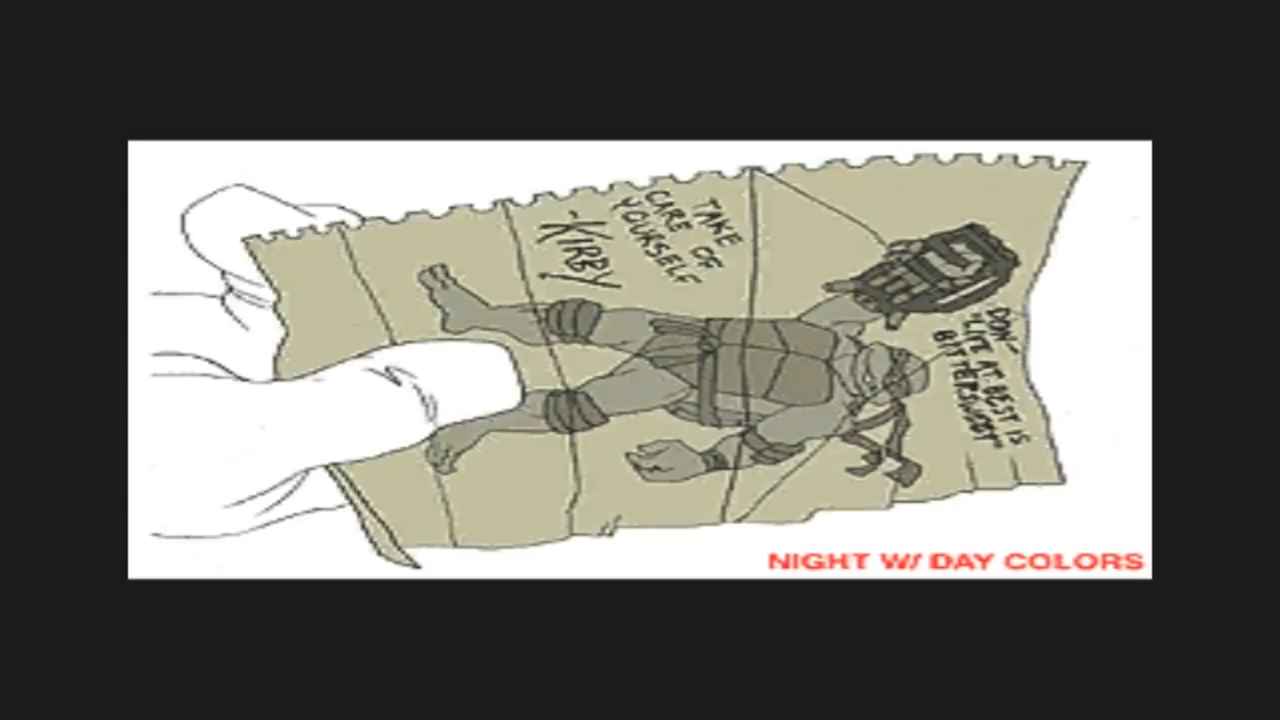 DON-
"LIFE AT BEST IS
BITTERSWEET"
TAKE
CARE OF
YOURSELF
-KIRBY
NIGHT W/ DAY COLORS